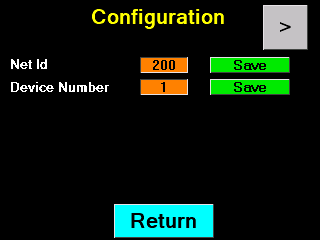 Configuration >
Net Id 200 Save
Device Number 1 Save
Return